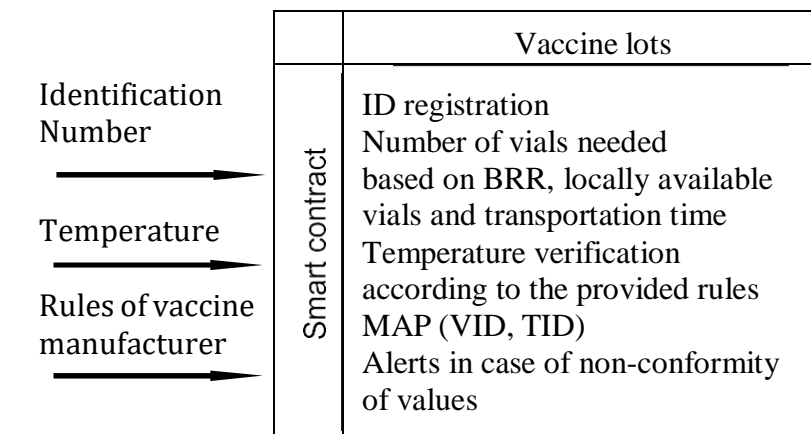 Vaccine lots
Identification
Number
Temperature
Rules of vaccine
manufacturer
Smart contract
ID registration
Number of vials needed
based on BRR, locally available
vials and transportation time
Temperature verification
according to the provided rules
MAP (VID, TID)
Alerts in case of non-conformity
of values